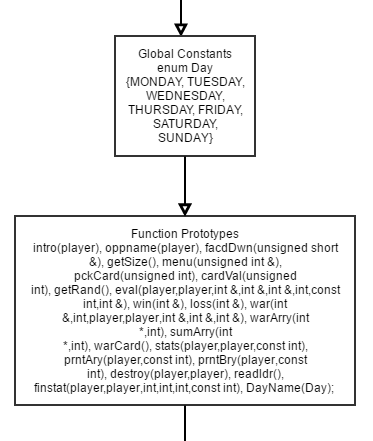 Global Constants
enum Day
{MONDAY, TUESDAY,
WEDNESDAY,
THURSDAY, FRIDAY,
SATURDAY,
SUNDAY}
Function Prototypes
intro(player), oppname(player), facdDwn(unsigned short
&), getSize(), menu(unsigned int &),
pckCard(unsigned int), cardVal(unsigned
int), getRand(), eval(player,player,int &,int &,int &,int,const
int,int &), win(int &), loss(int &), war(int
&,int,player,player,int &,int &,int &), warArry(int
*,int), sumArry(int
*,int), warCard(), stats(player,player,const int),
prntAry(player,const int), prntBry(player,const
int), destroy(player,player), readIdr(),
finstat(player,player,int,int,int,const int), DayName(Day);